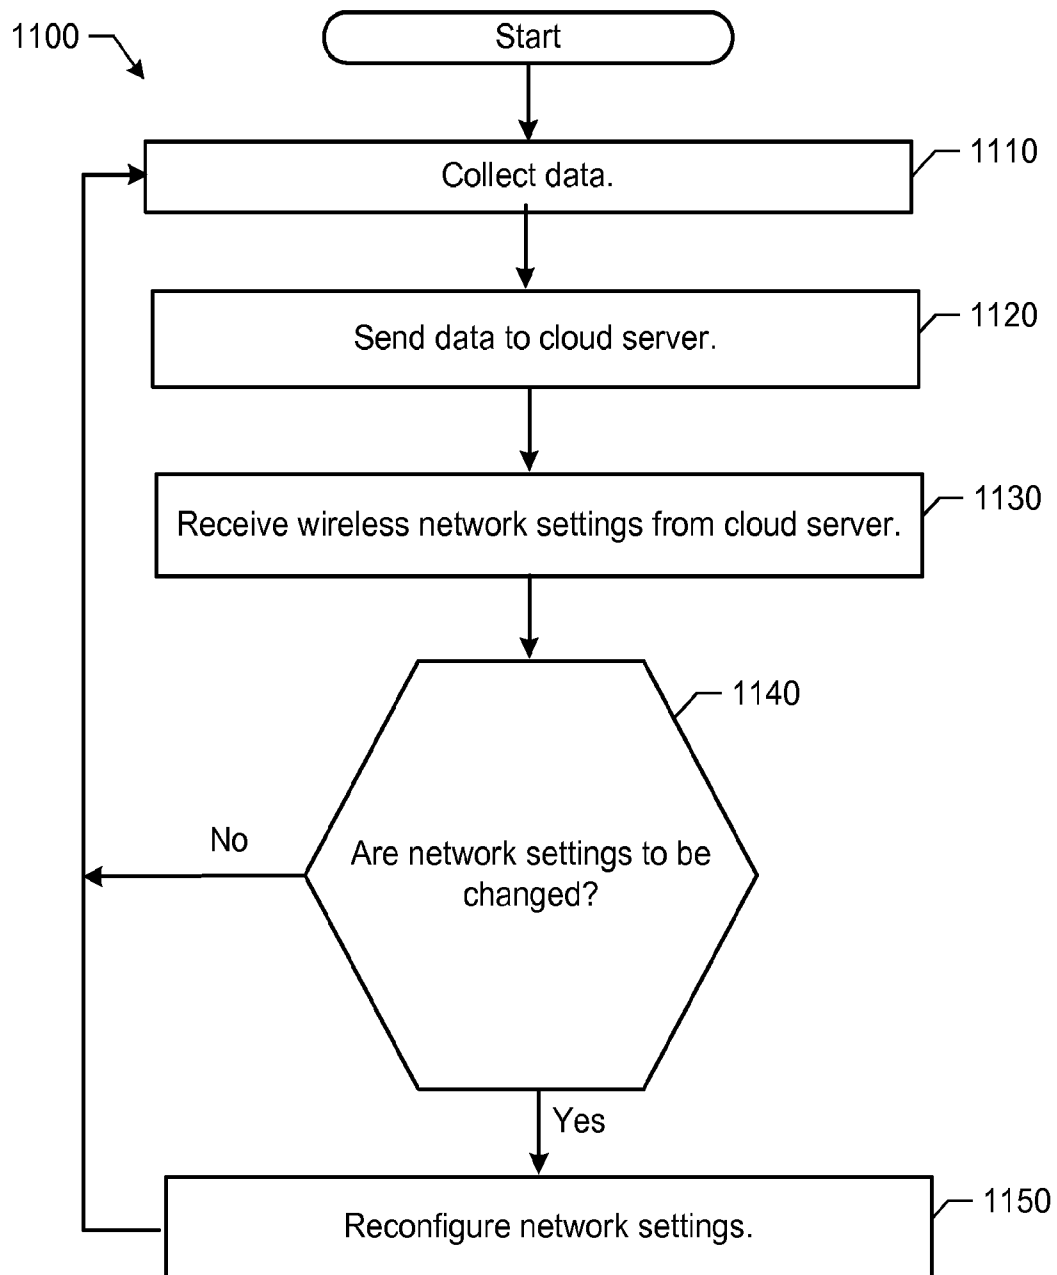 1100
Start
1110
Collect data.
1120
Send data to cloud server.
1130
Receive wireless network settings from cloud server.
1140
No
Are network settings to be
changed?
Yes
1150
Reconfigure network settings.